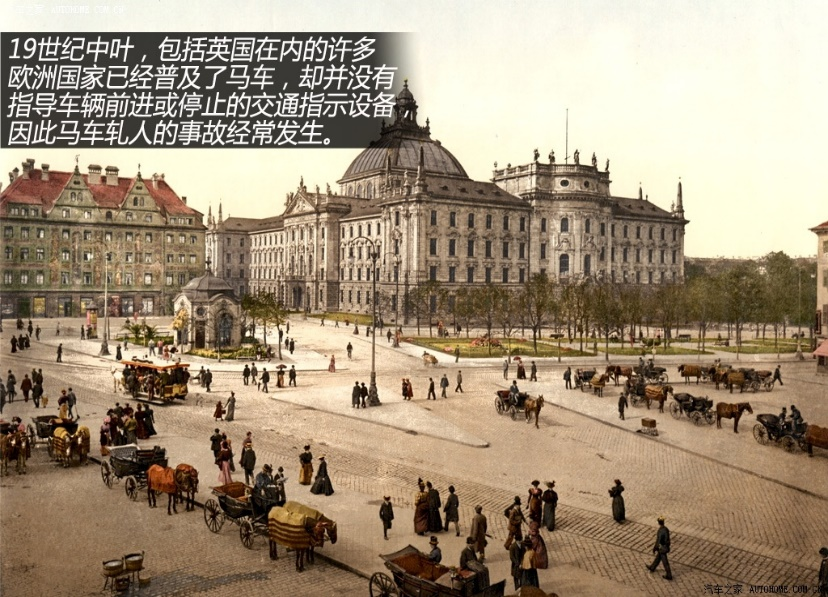 19世纪中叶，包括英国在内的许多
欧洲国家已经普及了马车，却并没有
指导车辆前进或停止的交通指示设备，
因此马车轧人的事故经常发生。
汽车之家 AUTOHOME.COM.CN